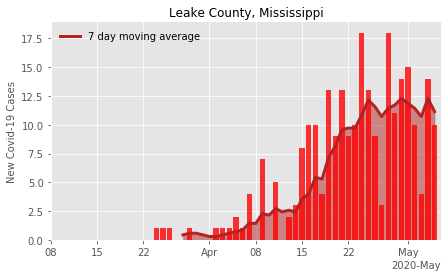 Leake County, Mississippi
7 day moving average
New Covid-19 Cases
17.5
15.0
12.5
10.0
7.5
5.0
2.5
0.0
08 15 22 Apr 08 15 22 May
2020-May